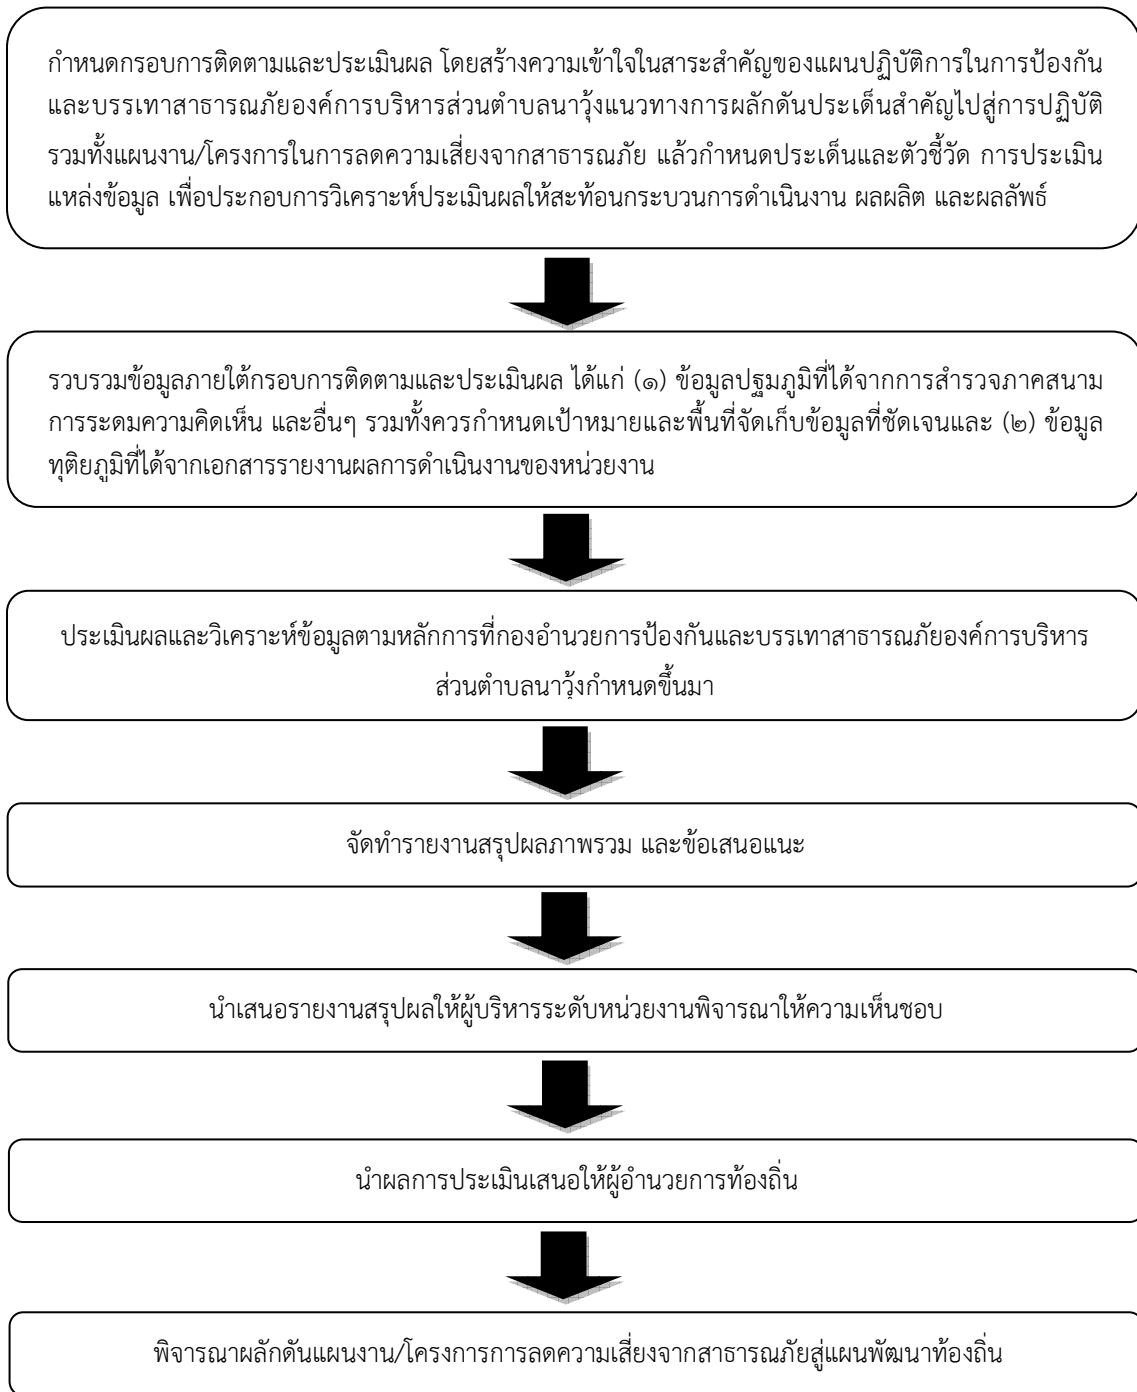 กำหนดกรอบการติดตามและประเมินผล โดยสร้างความเข้าใจในสาระสำคัญของแผนปฏิบัติการในการป้องกัน
และบรรเทาสาธารณภัยองค์การบริหารส่วนตำบลนาวุ้งแนวทางการผลักดันประเด็นสำคัญไปสู่การปฏิบัติ
รวมทั้งแผนงาน/โครงการในการลดความเสี่ยงจากสาธารณภัย แล้วกำหนดประเด็นและตัวชี้วัด การประเมิน
แหล่งข้อมูล เพื่อประกอบการวิเคราะห์ประเมินผลให้สะท้อนกระบวนการดำเนินงาน ผลผลิต และผลลัพธ์
รวบรวมข้อมูลภายใต้กรอบการติดตามและประเมินผล ได้แก่ (๑) ข้อมูลปฐมภูมิที่ได้จากการสำรวจภาคสนาม
การระดมความคิดเห็น และอื่นๆ รวมทั้งควรกำหนดเป้าหมายและพื้นที่จัดเก็บข้อมูลที่ชัดเจนและ (๒) ข้อมูล
ทุติยภูมิที่ได้จากเอกสารรายงานผลการดำเนินงานของหน่วยงาน
ประเมินผลและวิเคราะห์ข้อมูลตามหลักการที่กองอำนวยการป้องกันและบรรเทาสาธารณภัยองค์การบริหาร
ส่วนตำบลนาวุ้งกำหนดขึ้นมา
จัดทำรายงานสรุปผลภาพรวม และข้อเสนอแนะ
นำเสนอรายงานสรุปผลให้ผู้บริหารระดับหน่วยงานพิจารณาให้ความเห็นชอบ
นำผลการประเมินเสนอให้ผู้อำนวยการท้องถิ่น
พิจารณาผลักดันแผนงาน/โครงการการลดความเสี่ยงจากสาธารณภัยสู่แผนพัฒนาท้องถิ่น